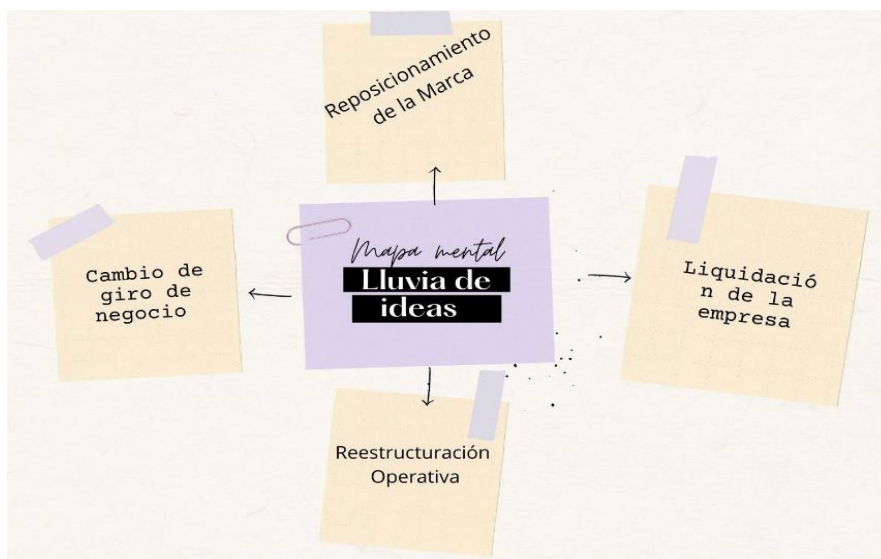 Reposicionamiento
de la Marca
Mapa mental
Lluvia de
ideas
Cambio de
giro de
negocio
Liquidació
n de la
empresa
Reestructuración
Operativa